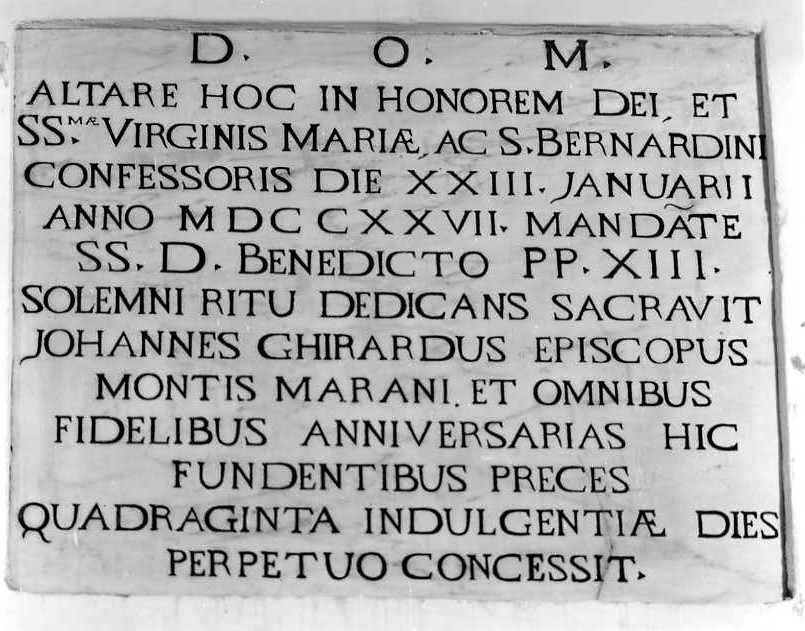 D. O. M.
ALTARE HOC IN HONOREM DEI, ET
SS.MÆ VIRGINIS MARIÆ, AC S. BERNARDINI
CONFESSORIS DIE XXIII. JANUARII
ANNO MDCCXXVII. MANDÃTE
SS. D. BENEDICTO PP. XIII.
SOLEMNI RITU DEDICANS SACRAVIT
JOHANNES GHIRARDUS EPISCOPUS
MONTIS MARANI. ET OMNIBUS
FIDELIBUS ANNIVERSARIAS HIC
FUNDENTIBUS PRECES
QUADRAGINTA INDULGENTIÆ DIES
PERPETUO CONCESSIT.